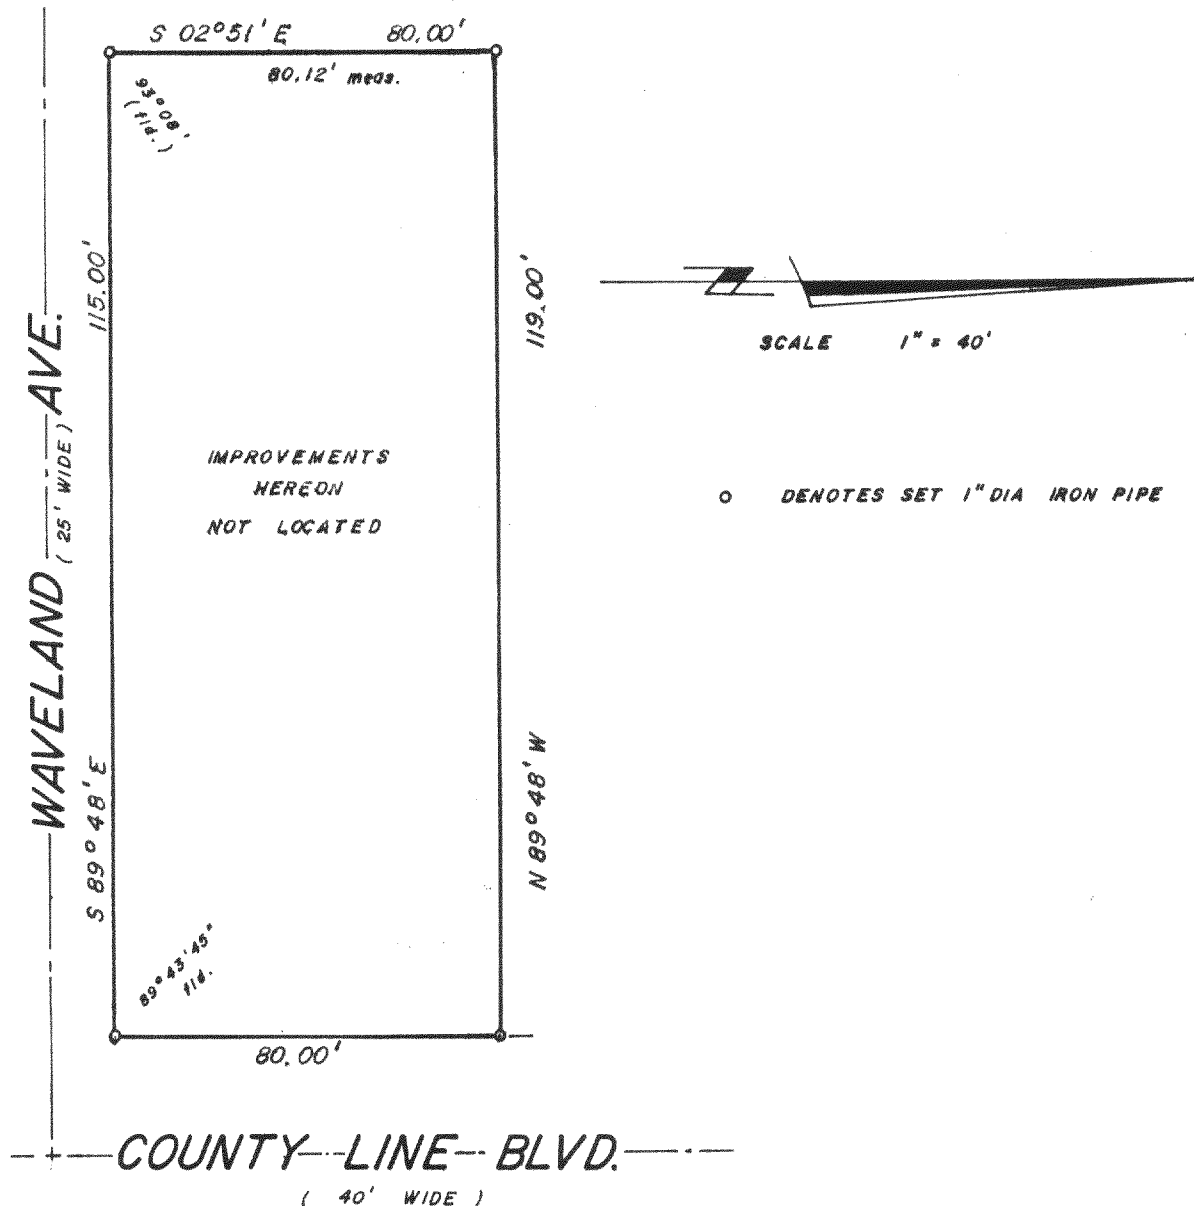 S 02°51' E 80.00'
80.12' meas.
93°08'
(fld.)
115.00'
119.00'
WAVELAND AVE.
( 25' WIDE )
S 89°48' E
N 89°48' W
IMPROVEMENTS
HEREON
NOT LOCATED
N
SCALE 1" = 40'
o DENOTES SET 1" DIA IRON PIPE
89°43'45"
fld.
80.00'
COUNTY LINE BLVD.
( 40' WIDE )